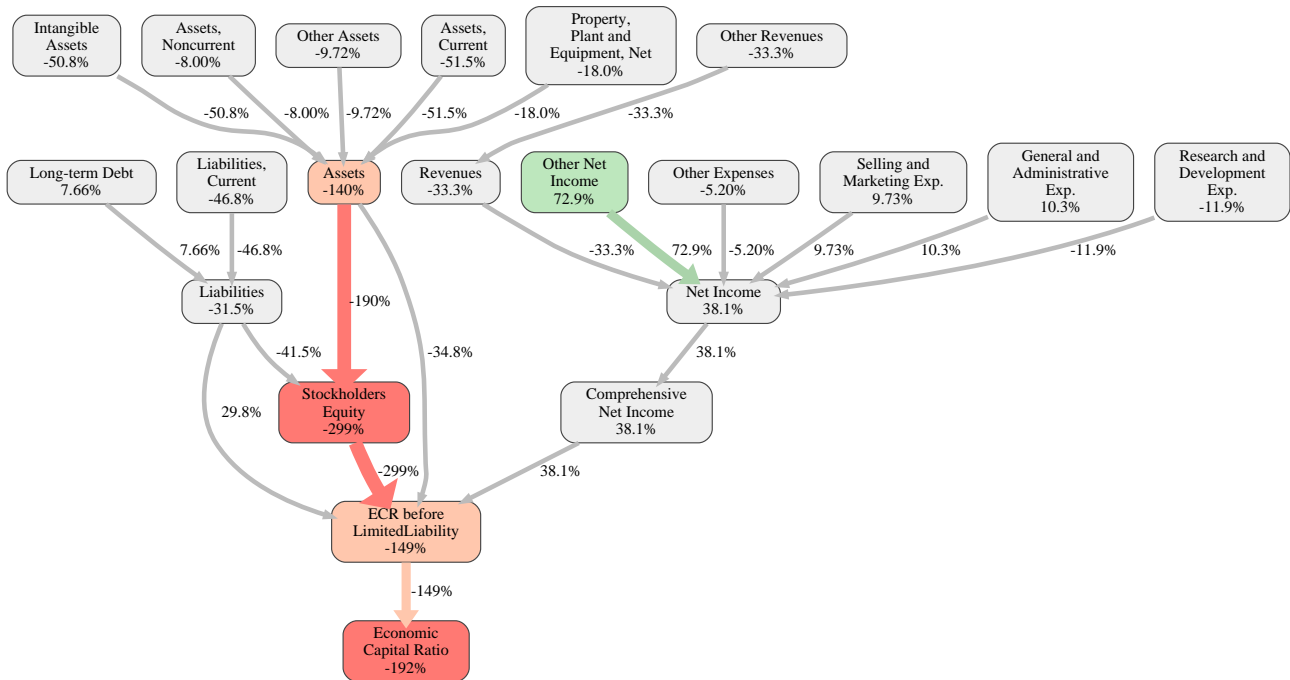 Intangible
Assets
-50.8%
Assets,
Noncurrent
-8.00%
Other Assets
-9.72%
Assets,
Current
-51.5%
Property,
Plant and
Equipment, Net
-18.0%
Other Revenues
-33.3%
-50.8%
-8.00%
-9.72%
-51.5%
-18.0%
-33.3%
Long-term Debt
7.66%
Liabilities,
Current
-46.8%
Assets
-140%
Revenues
-33.3%
Other Net
Income
72.9%
Other Expenses
-5.20%
Selling and
Marketing Exp.
9.73%
General and
Administrative
Exp.
10.3%
Research and
Development
Exp.
-11.9%
7.66%
-46.8%
-33.3%
72.9%
-5.20%
9.73%
10.3%
-11.9%
Liabilities
-31.5%
-190%
Net Income
38.1%
-41.5%
-34.8%
38.1%
29.8%
Stockholders
Equity
-299%
Comprehensive
Net Income
38.1%
-299%
38.1%
ECR before
LimitedLiability
-149%
-149%
Economic
Capital Ratio
-192%